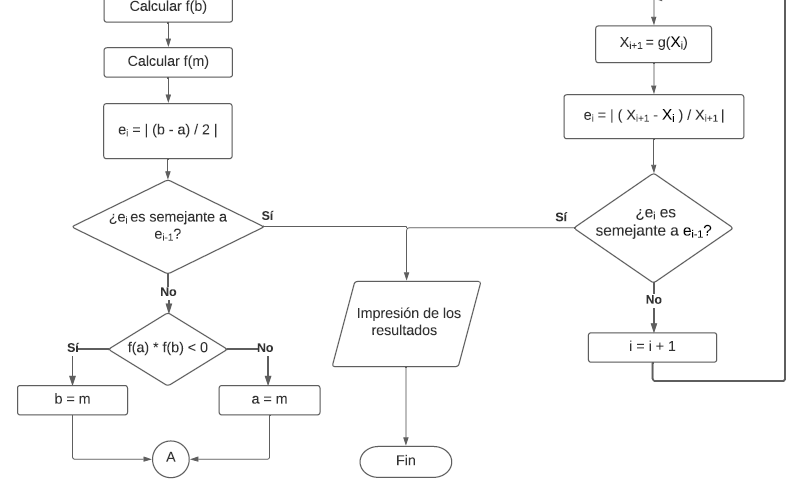 Calcular f(b)
Calcular f(m)
eᵢ = | (b - a) / 2 |
¿eᵢ es semejante a
eᵢ₋₁?
Sí
No
f(a) * f(b) < 0
Sí
No
b = m
a = m
A
Impresión de los
resultados
Fin
Xᵢ₊₁ = g(Xᵢ)
eᵢ = | ( Xᵢ₊₁ - Xᵢ ) / Xᵢ₊₁ |
¿eᵢ es
semejante a eᵢ₋₁?
Sí
No
i = i + 1